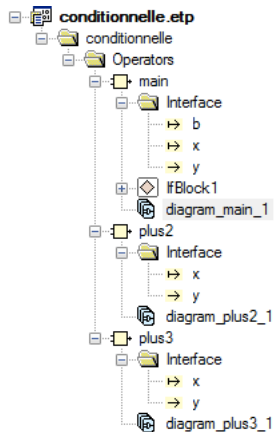 conditionnelle.etp
conditionnelle
Operators
main
Interface
b
x
y
IfBlock1
diagram_main_1
plus2
Interface
x
y
diagram_plus2_1
plus3
Interface
x
y
diagram_plus3_1